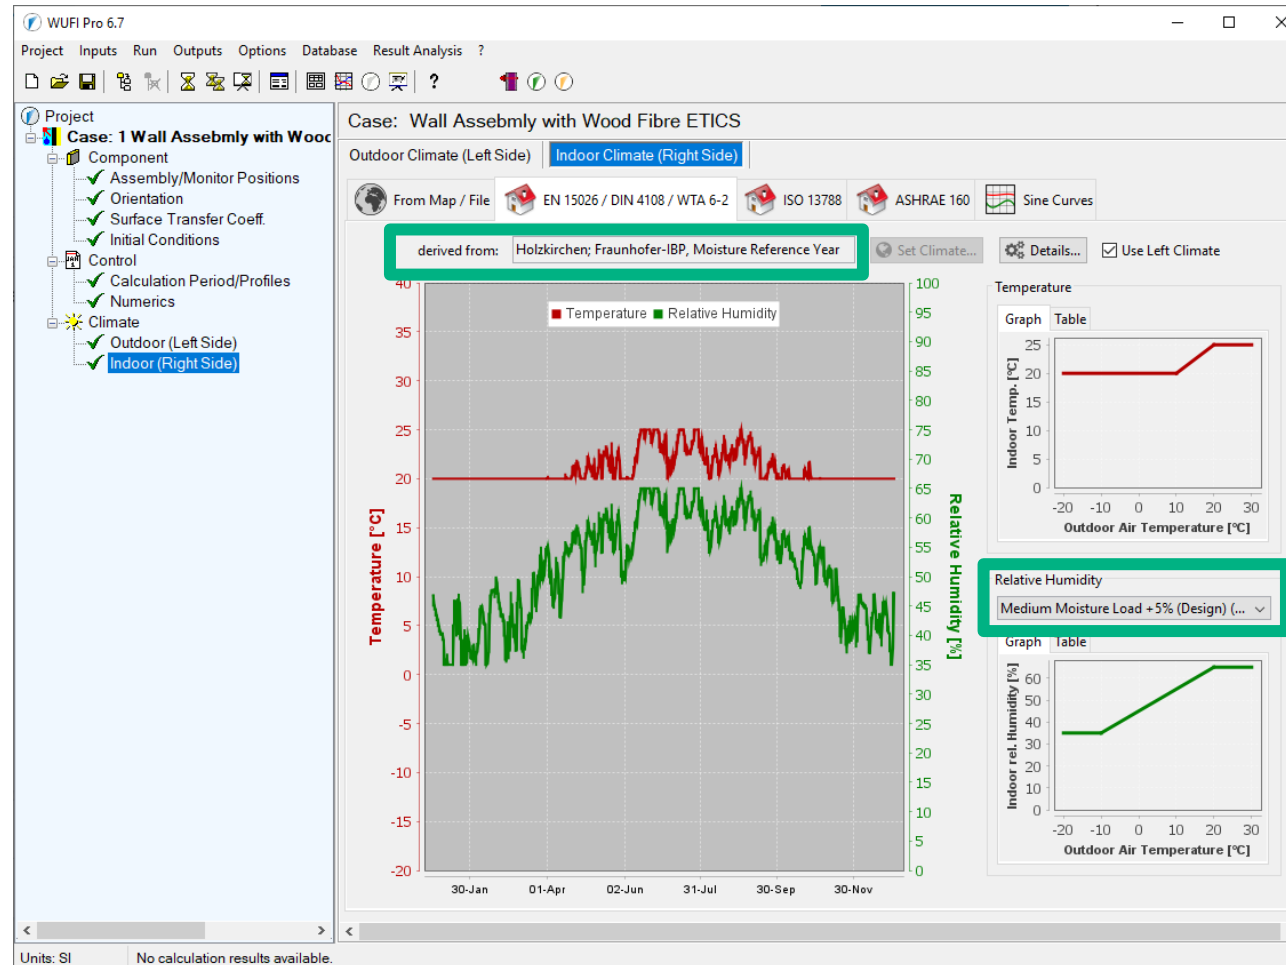 WUFI Pro 6.7
Project Inputs Run Outputs Options Database Result Analysis ?
Project
Case: 1 Wall Assebmly with Wood
Component
Assembly/Monitor Positions
Orientation
Surface Transfer Coeff.
Initial Conditions
Control
Calculation Period/Profiles
Numerics
Climate
Outdoor (Left Side)
Indoor (Right Side)
Case: Wall Assebmly with Wood Fibre ETICS
Outdoor Climate (Left Side) Indoor Climate (Right Side)
From Map / File EN 15026 / DIN 4108 / WTA 6-2 ISO 13788 ASHRAE 160 Sine Curves
derived from: Holzkirchen; Fraunhofer-IBP, Moisture Reference Year Set Climate... Details... Use Left Climate
Temperature Relative Humidity
40
35
30
25
20
15
10
5
0
-5
-10
-15
-20
Temperature [°C]
100
95
90
85
80
75
70
65
60
55
50
45
40
35
30
25
20
15
10
5
0
Relative Humidity [%]
30-Jan 01-Apr 02-Jun 31-Jul 30-Sep 30-Nov
Temperature
Graph Table
Indoor Temp. [°C]
25
20
15
10
5
0
-20 -10 0 10 20 30
Outdoor Air Temperature [°C]
Relative Humidity
Medium Moisture Load +5% (Design) (...
Graph Table
Indoor rel. Humidity [%]
60
50
40
30
20
10
0
-20 -10 0 10 20 30
Outdoor Air Temperature [°C]
Units: SI No calculation results available.